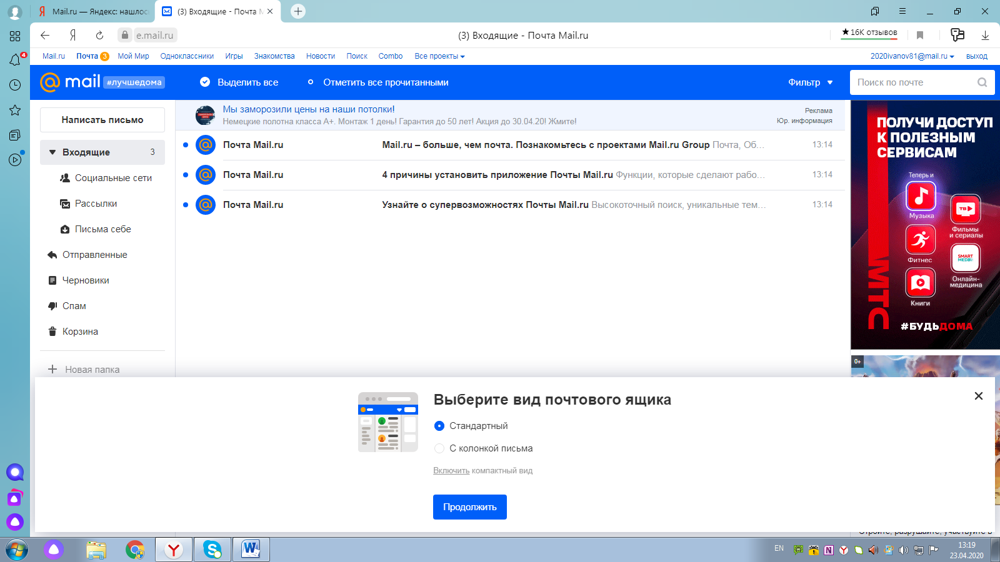 Mail.ru — Яндекс: нашлос
(3) Входящие - Почта M
4
e.mail.ru
(3) Входящие - Почта Mail.ru
★16K отзывов
Mail.ru Почта 3 Мой Мир Одноклассники Игры Знакомства Новости Поиск Combo Все проекты
2020ivanov81@mail.ru выход
@mail #лучшедома
Выделить все
Отметить все прочитанными
Фильтр
Поиск по почте
Написать письмо
Входящие 3
Социальные сети
Рассылки
Письма себе
Отправленные
Черновики
Спам
Корзина
Новая папка
Мы заморозили цены на наши потолки!
Немецкие полотна класса А+. Монтаж 1 день! Гарантия до 50 лет! Акция до 30.04.20! Жмите!
Реклама
Юр. информация
Почта Mail.ru Mail.ru – больше, чем почта. Познакомьтесь с проектами Mail.ru Group Почта, Об... 13:14
Почта Mail.ru 4 причины установить приложение Почты Mail.ru Функции, которые сделают рабо... 13:14
Почта Mail.ru Узнайте о супервозможностях Почты Mail.ru Высокоточный поиск, уникальные тем... 13:14
ПОЛУЧИ ДОСТУП
К ПОЛЕЗНЫМ
СЕРВИСАМ
Теперь и
Музыка
ТВ
Фильмы
и сериалы
Фитнес
SMART
MED
Онлайн-
медицина
Книги
МТС
#БУДЬДОМА
0+
Выберите вид почтового ящика
Стандартный
С колонкой письма
Включить компактный вид
Продолжить
Стройте, разрушайте, участвуйте в
EN
13:19
23.04.2020